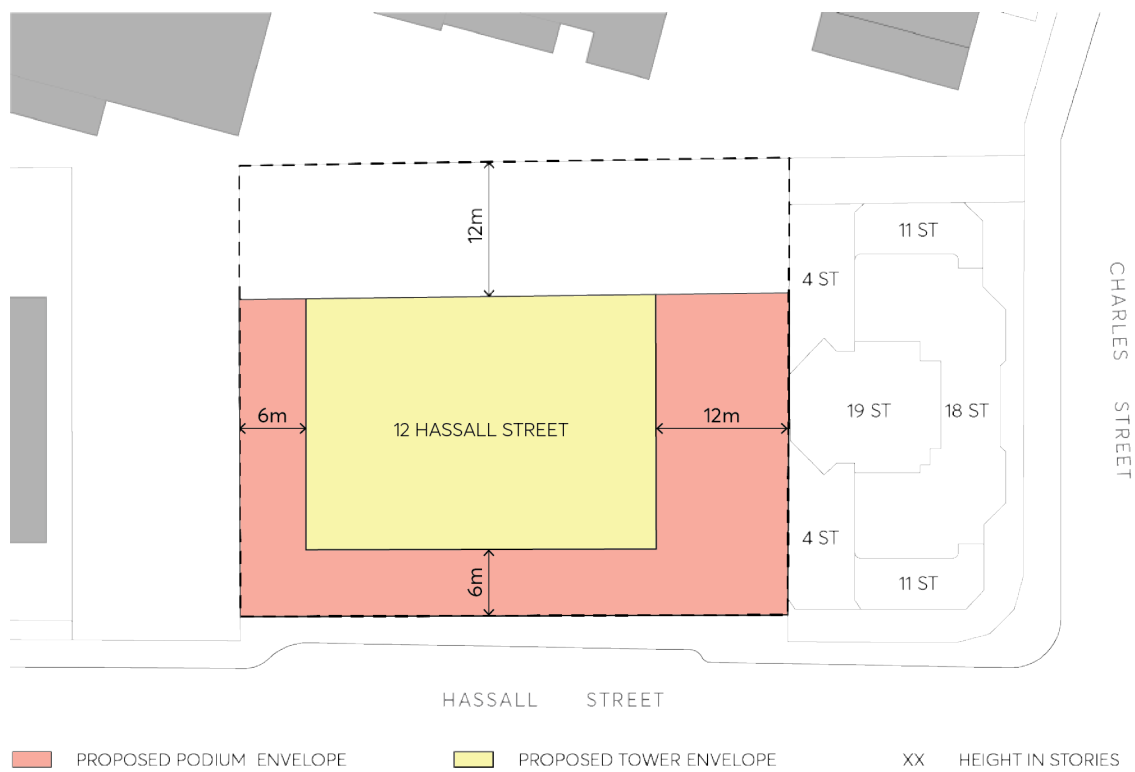 12m
11 ST
4 ST
CHARLES STREET
6m
12 HASSALL STREET
12m
19 ST
18 ST
4 ST
6m
11 ST
HASSALL STREET
PROPOSED PODIUM ENVELOPE
PROPOSED TOWER ENVELOPE
XX HEIGHT IN STORIES